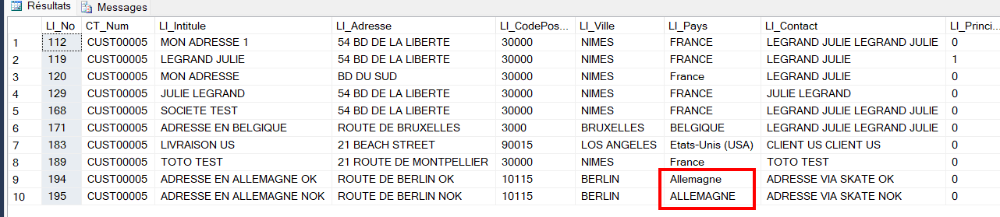 Résultats Messages
LI_No CT_Num LI_Intitule LI_Adresse LI_CodePos... LI_Ville LI_Pays LI_Contact LI_Princi...
1 112 CUST00005 MON ADRESSE 1 54 BD DE LA LIBERTE 30000 NIMES FRANCE LEGRAND JULIE LEGRAND JULIE 0
2 119 CUST00005 LEGRAND JULIE 54 BD DE LA LIBERTE 30000 NIMES FRANCE LEGRAND JULIE 1
3 120 CUST00005 MON ADRESSE BD DU SUD 30000 NIMES France LEGRAND JULIE 0
4 129 CUST00005 JULIE LEGRAND 54 BD DE LA LIBERTE 30000 NIMES FRANCE JULIE LEGRAND 0
5 168 CUST00005 SOCIETE TEST 54 BD DE LA LIBERTE 30000 NIMES FRANCE LEGRAND JULIE LEGRAND JULIE 0
6 171 CUST00005 ADRESSE EN BELGIQUE ROUTE DE BRUXELLES 3000 BRUXELLES BELGIQUE LEGRAND JULIE LEGRAND JULIE 0
7 183 CUST00005 LIVRAISON US 21 BEACH STREET 90015 LOS ANGELES Etats-Unis (USA) CLIENT US CLIENT US 0
8 189 CUST00005 TOTO TEST 21 ROUTE DE MONTPELLIER 30000 NIMES France TOTO TEST 0
9 194 CUST00005 ADRESSE EN ALLEMAGNE OK ROUTE DE BERLIN OK 10115 BERLIN Allemagne ADRESSE VIA SKATE OK 0
10 195 CUST00005 ADRESSE EN ALLEMAGNE NOK ROUTE DE BERLIN NOK 10115 BERLIN ALLEMAGNE ADRESSE VIA SKATE NOK 0